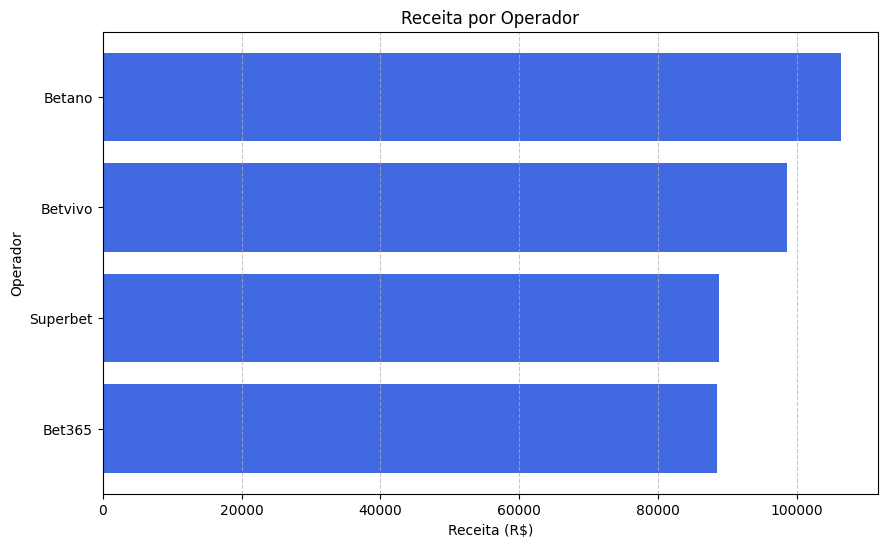 Receita por Operador
Operador
Betano
Betvivo
Superbet
Bet365
0 20000 40000 60000 80000 100000
Receita (R$)